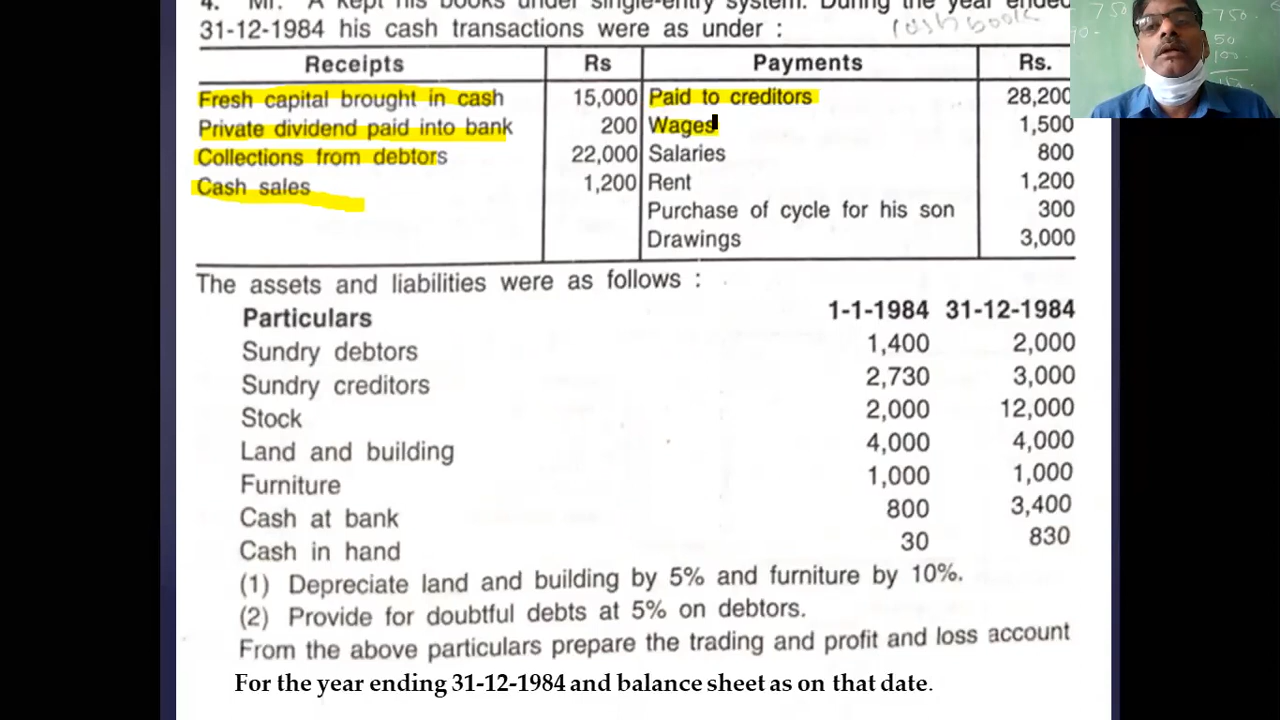 4. Mr. A kept his books under single-entry system. During the year ended
31-12-1984 his cash transactions were as under :
cash book
Receipts Rs Payments Rs.
Fresh capital brought in cash 15,000 Paid to creditors 28,200
Private dividend paid into bank 200 Wages 1,500
Collections from debtors 22,000 Salaries 800
Cash sales 1,200 Rent 1,200
Purchase of cycle for his son 300
Drawings 3,000
The assets and liabilities were as follows :
Particulars 1-1-1984 31-12-1984
Sundry debtors 1,400 2,000
Sundry creditors 2,730 3,000
Stock 2,000 12,000
Land and building 4,000 4,000
Furniture 1,000 1,000
Cash at bank 800 3,400
Cash in hand 30 830
(1) Depreciate land and building by 5% and furniture by 10%.
(2) Provide for doubtful debts at 5% on debtors.
From the above particulars prepare the trading and profit and loss account
For the year ending 31-12-1984 and balance sheet as on that date.
750
750
50
100